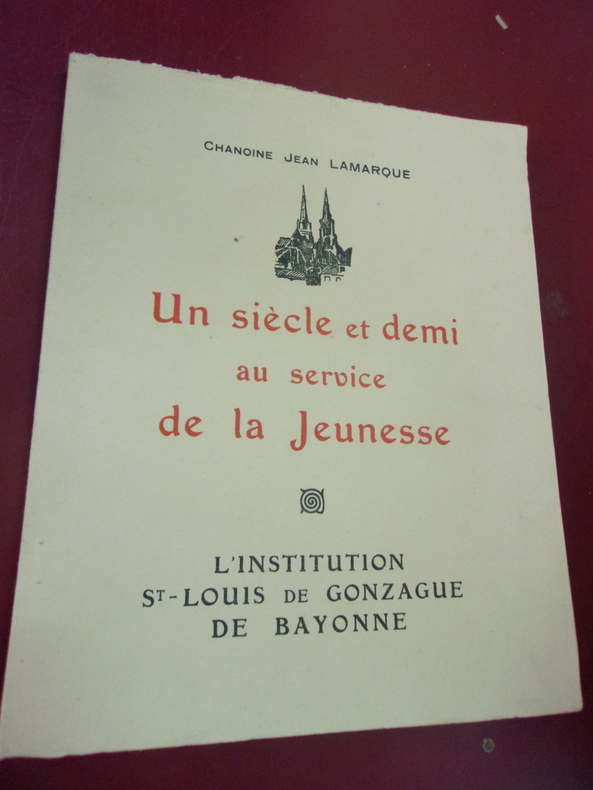 Chanoine Jean LAMARQUE
Un siècle et demi
au service
de la Jeunesse
L'INSTITUTION
ST-LOUIS DE GONZAGUE
DE BAYONNE